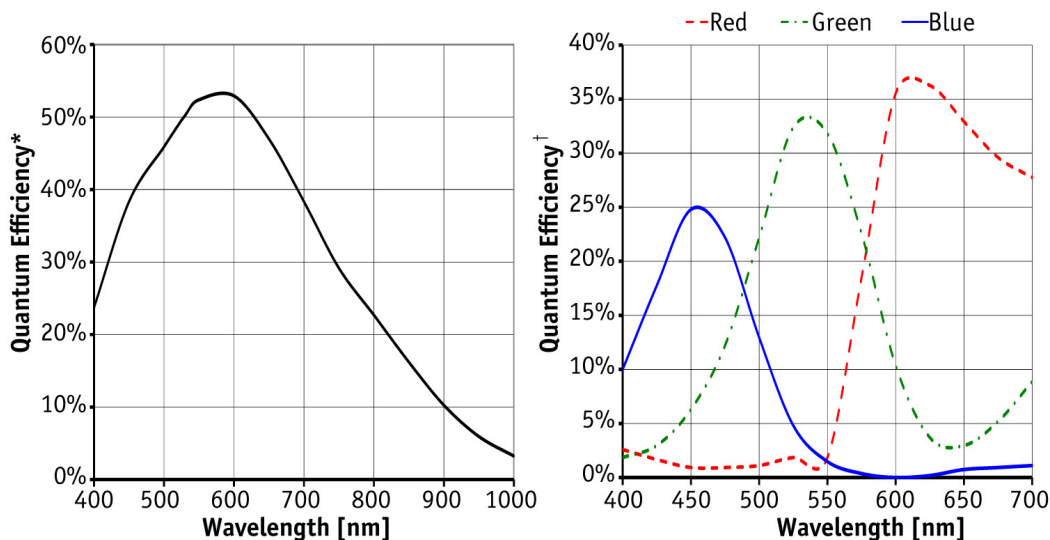 Red Green Blue
60%
50%
40%
30%
20%
10%
0%
400 500 600 700 800 900 1000
Wavelength [nm]
Quantum Efficiency*
40%
35%
30%
25%
20%
15%
10%
5%
0%
400 450 500 550 600 650 700
Wavelength [nm]
Quantum Efficiency†